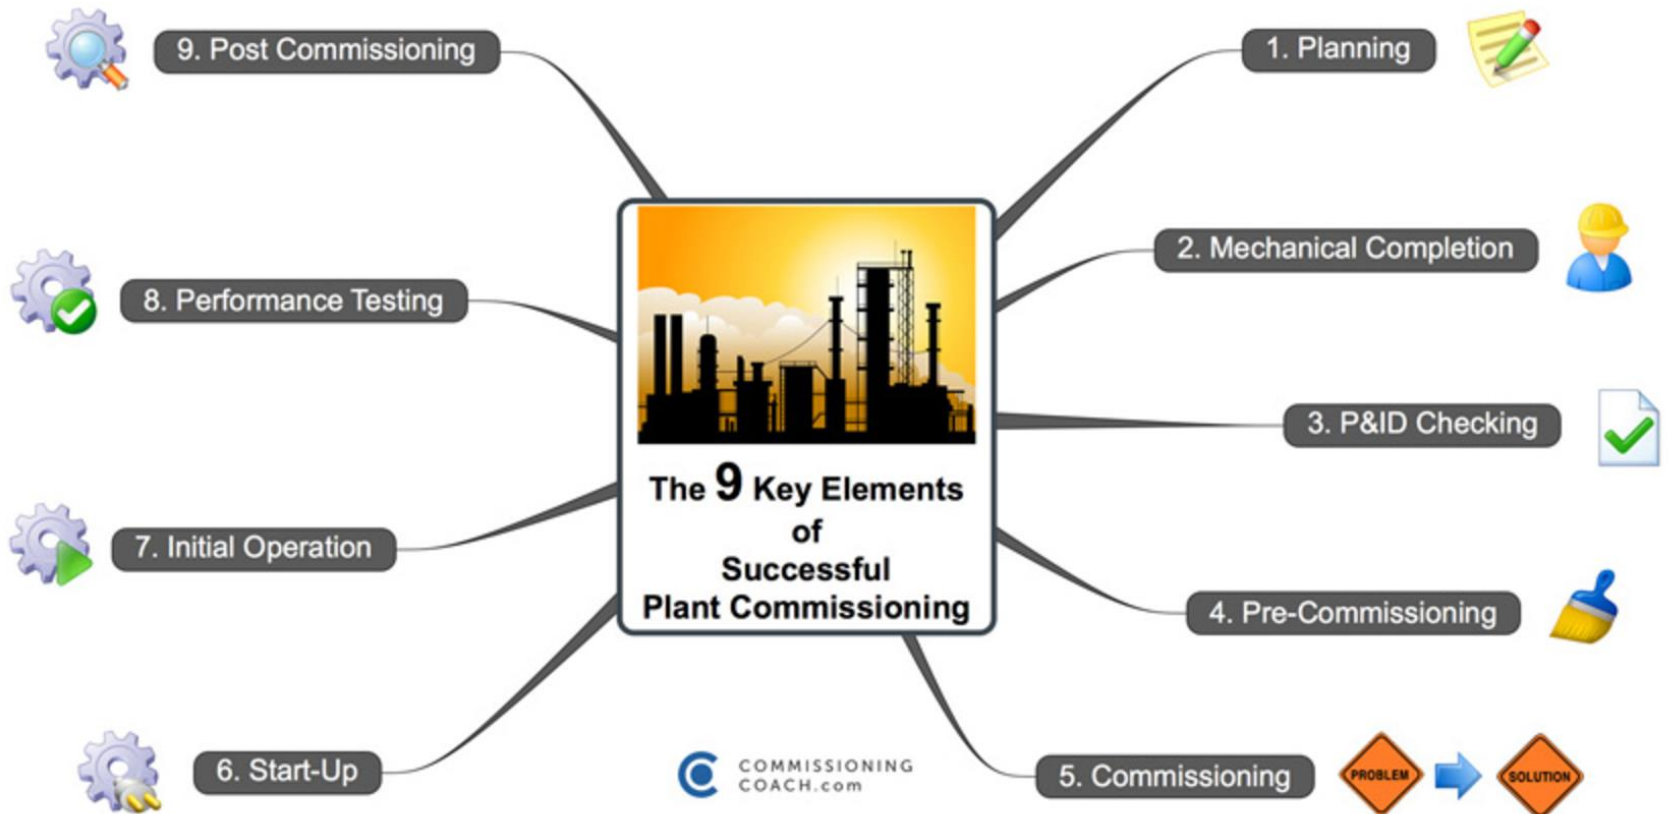 The 9 Key Elements
of
Successful
Plant Commissioning
1. Planning
2. Mechanical Completion
3. P&ID Checking
4. Pre-Commissioning
5. Commissioning
PROBLEM
SOLUTION
6. Start-Up
7. Initial Operation
8. Performance Testing
9. Post Commissioning
COMMISSIONING
COACH.com